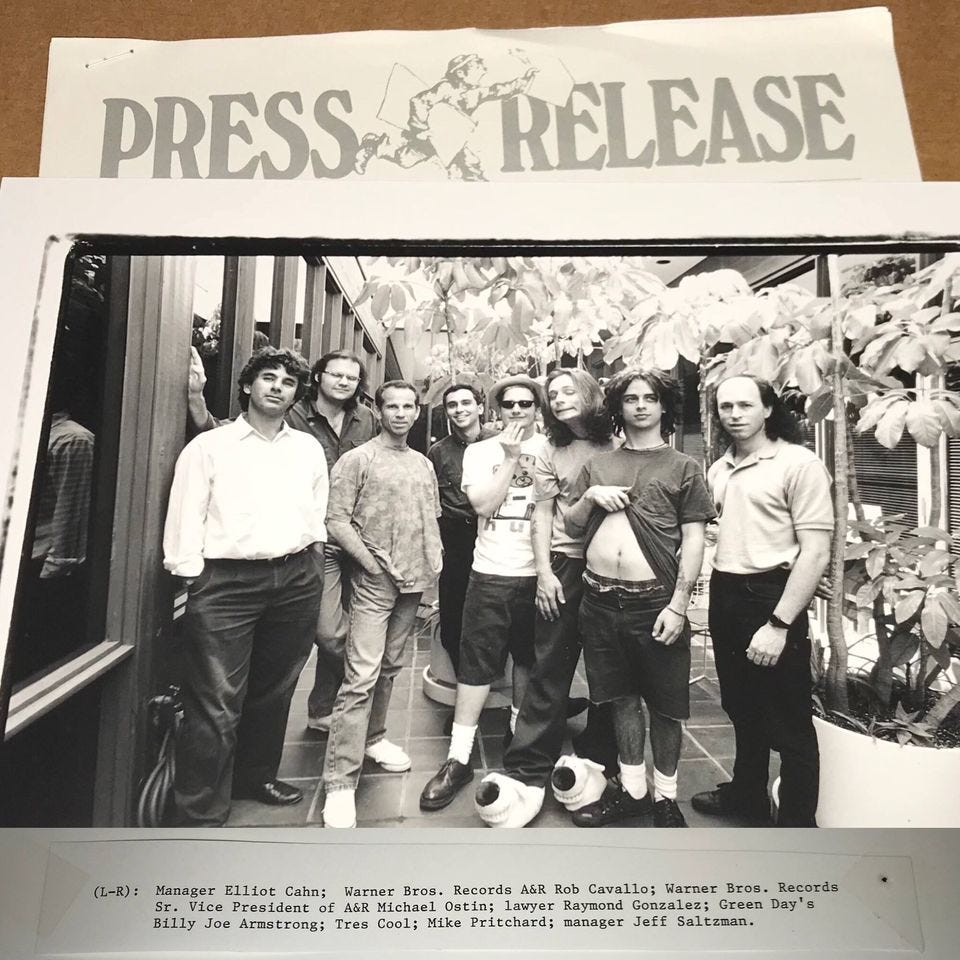 PRESS RELEASE
(L-R): Manager Elliot Cahn; Warner Bros. Records A&R Rob Cavallo; Warner Bros. Records
Sr. Vice President of A&R Michael Ostin; lawyer Raymond Gonzalez; Green Day's
Billy Joe Armstrong; Tres Cool; Mike Pritchard; manager Jeff Saltzman.